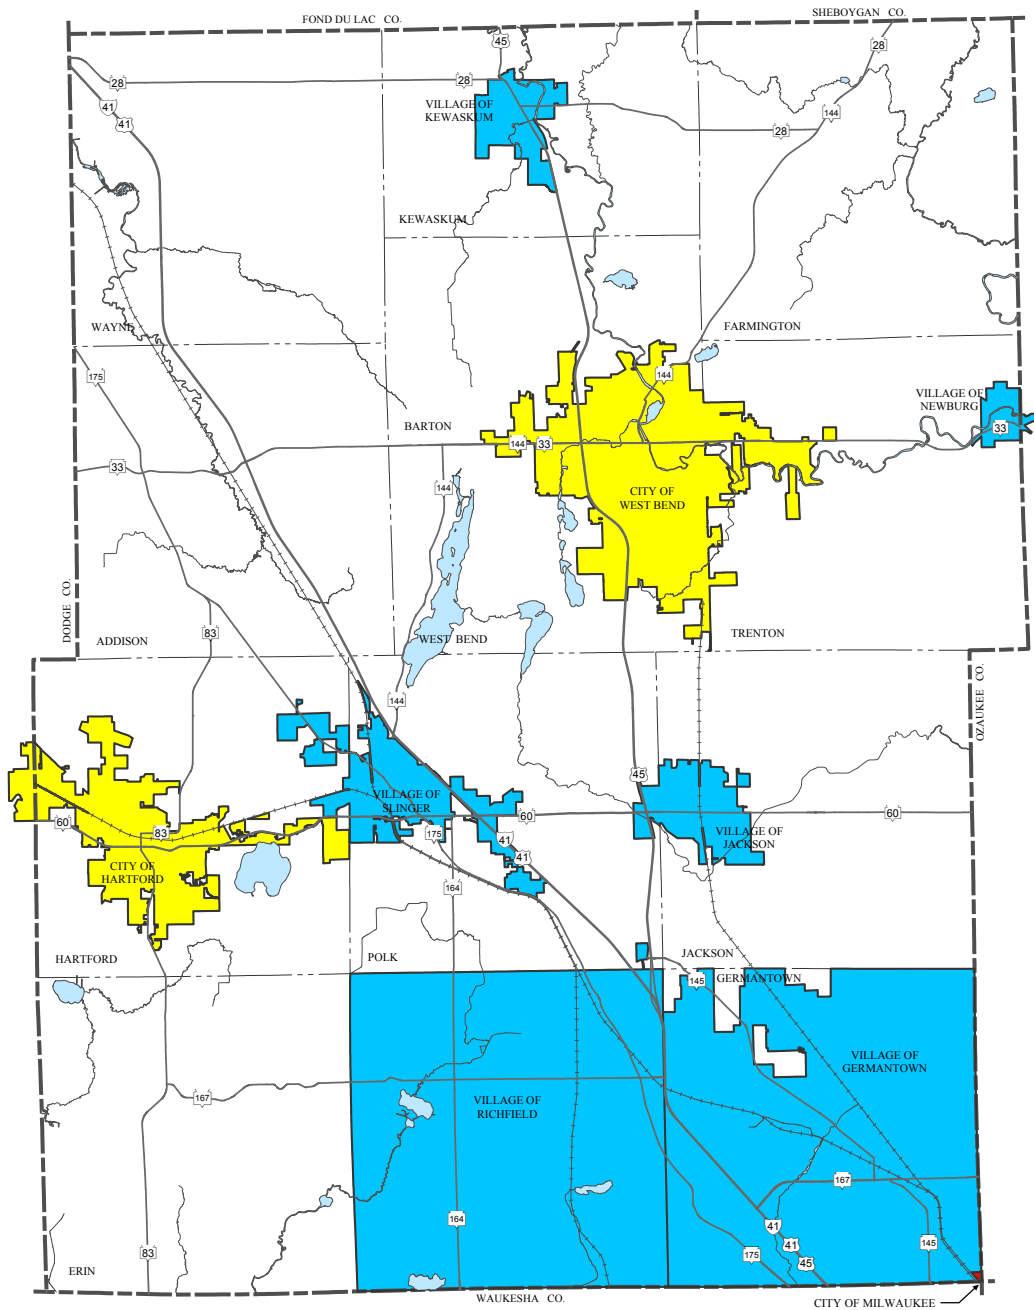 FOND DU LAC CO.
SHEBOYGAN CO.
45
28
28
28
41
41
VILLAGE OF
KEWASKUM
144
28
KEWASKUM
WAYNE
FARMINGTON
175
144
VILLAGE OF
NEWBURG
BARTON
33
144
33
33
144
CITY OF
WEST BEND
DODGE CO.
83
ADDISON
WEST BEND
TRENTON
OZAUKEE CO.
144
45
VILLAGE OF
SLINGER
60
60
60
83
175
41
41
VILLAGE OF
JACKSON
CITY OF
HARTFORD
164
HARTFORD
POLK
JACKSON
GERMANTOWN
145
VILLAGE OF
GERMANTOWN
167
VILLAGE OF
RICHFIELD
167
164
41
41
45
175
145
83
ERIN
WAUKESHA CO.
CITY OF MILWAUKEE